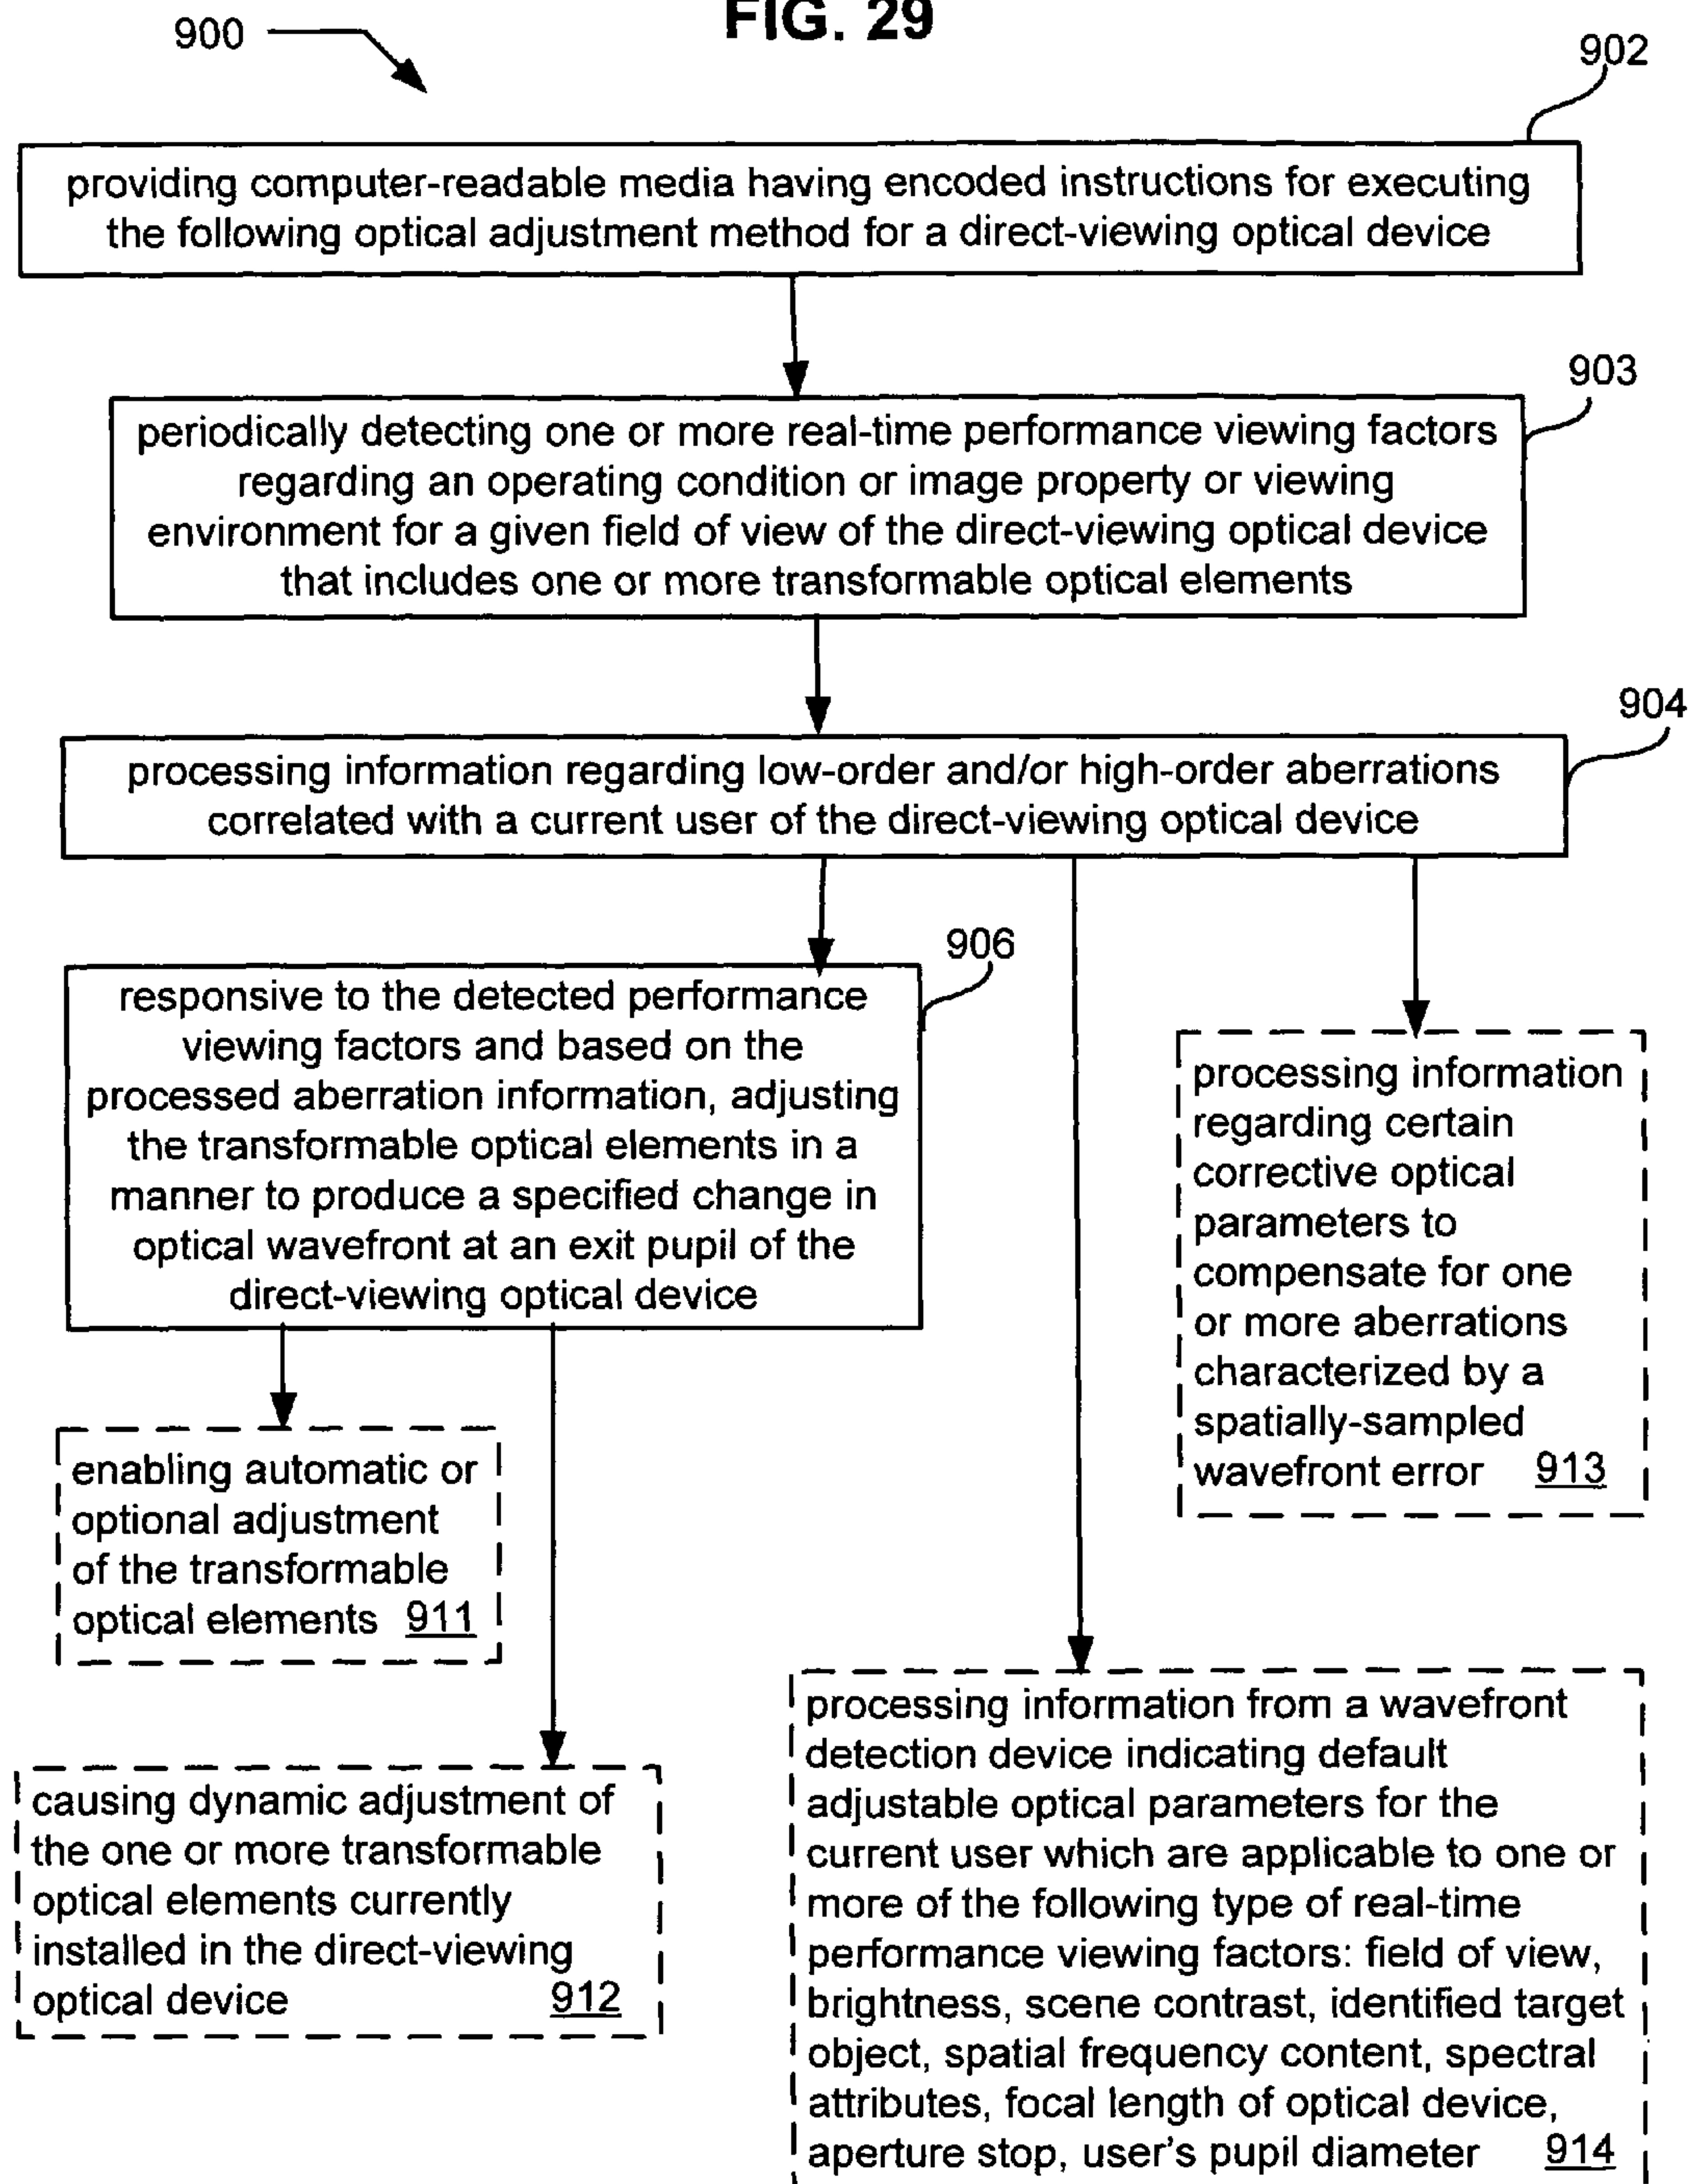 FIG. 29
900
902
providing computer-readable media having encoded instructions for executing
the following optical adjustment method for a direct-viewing optical device
903
periodically detecting one or more real-time performance viewing factors
regarding an operating condition or image property or viewing
environment for a given field of view of the direct-viewing optical device
that includes one or more transformable optical elements
904
processing information regarding low-order and/or high-order aberrations
correlated with a current user of the direct-viewing optical device
906
responsive to the detected performance
viewing factors and based on the
processed aberration information, adjusting
the transformable optical elements in a
manner to produce a specified change in
optical wavefront at an exit pupil of the
direct-viewing optical device
processing information
regarding certain
corrective optical
parameters to
compensate for one
or more aberrations
characterized by a
spatially-sampled
wavefront error 913
enabling automatic or
optional adjustment
of the transformable
optical elements 911
causing dynamic adjustment of
the one or more transformable
optical elements currently
installed in the direct-viewing
optical device 912
processing information from a wavefront
detection device indicating default
adjustable optical parameters for the
current user which are applicable to one or
more of the following type of real-time
performance viewing factors: field of view,
brightness, scene contrast, identified target
object, spatial frequency content, spectral
attributes, focal length of optical device,
aperture stop, user's pupil diameter 914